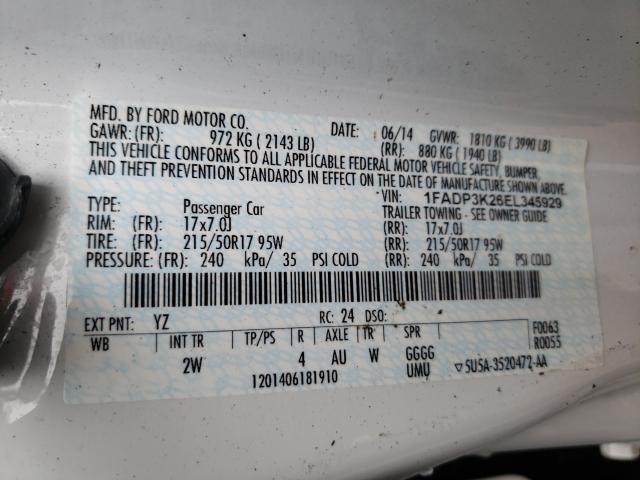 MFD. BY FORD MOTOR CO. DATE: 06/14 GVWR: 1810 KG ( 3990 LB)
GAWR: (FR): 972 KG ( 2143 LB) (RR): 880 KG ( 1940 LB)
THIS VEHICLE CONFORMS TO ALL APPLICABLE FEDERAL MOTOR VEHICLE SAFETY, BUMPER,
AND THEFT PREVENTION STANDARDS IN EFFECT ON THE DATE OF MANUFACTURE SHOWN ABOVE.
VIN: 1FADP3K26EL345929
TYPE: Passenger Car TRAILER TOWING - SEE OWNER GUIDE
RIM: (FR): 17x7.0J (RR): 17x7.0J
TIRE: (FR): 215/50R17 95W (RR): 215/50R17 95W
PRESSURE: (FR): 240 kPa/ 35 PSI COLD (RR): 240 kPa/ 35 PSI COLD
EXT PNT: YZ RC: 24 DSO: F0063
WB INT TR TP/PS R AXLE TR SPR R0055
2W 4 AU W GGGG
1201406181910 UMU ▽5U5A-3520472-AA